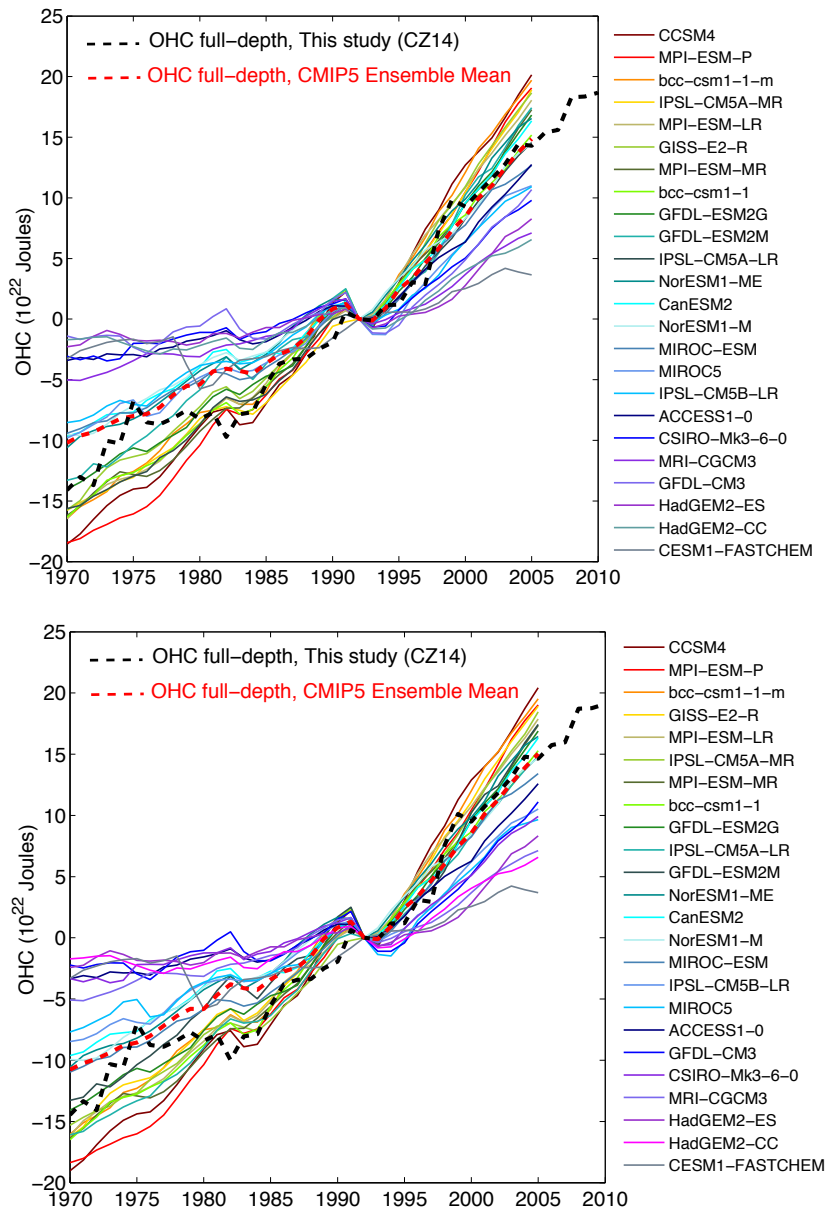 25
20
15
10
5
0
−5
−10
−15
−20
OHC (10^22 Joules)
OHC full−depth, This study (CZ14)
OHC full−depth, CMIP5 Ensemble Mean
1970 1975 1980 1985 1990 1995 2000 2005 2010
CCSM4
MPI−ESM−P
bcc−csm1−1−m
IPSL−CM5A−MR
MPI−ESM−LR
GISS−E2−R
MPI−ESM−MR
bcc−csm1−1
GFDL−ESM2G
GFDL−ESM2M
IPSL−CM5A−LR
NorESM1−ME
CanESM2
NorESM1−M
MIROC−ESM
MIROC5
IPSL−CM5B−LR
ACCESS1−0
CSIRO−Mk3−6−0
MRI−CGCM3
GFDL−CM3
HadGEM2−ES
HadGEM2−CC
CESM1−FASTCHEM
25
20
15
10
5
0
−5
−10
−15
−20
OHC (10^22 Joules)
OHC full−depth, This study (CZ14)
OHC full−depth, CMIP5 Ensemble Mean
1970 1975 1980 1985 1990 1995 2000 2005 2010
CCSM4
MPI−ESM−P
bcc−csm1−1−m
GISS−E2−R
MPI−ESM−LR
IPSL−CM5A−MR
MPI−ESM−MR
bcc−csm1−1
GFDL−ESM2G
IPSL−CM5A−LR
GFDL−ESM2M
NorESM1−ME
CanESM2
NorESM1−M
MIROC−ESM
IPSL−CM5B−LR
MIROC5
ACCESS1−0
GFDL−CM3
CSIRO−Mk3−6−0
MRI−CGCM3
HadGEM2−ES
HadGEM2−CC
CESM1−FASTCHEM